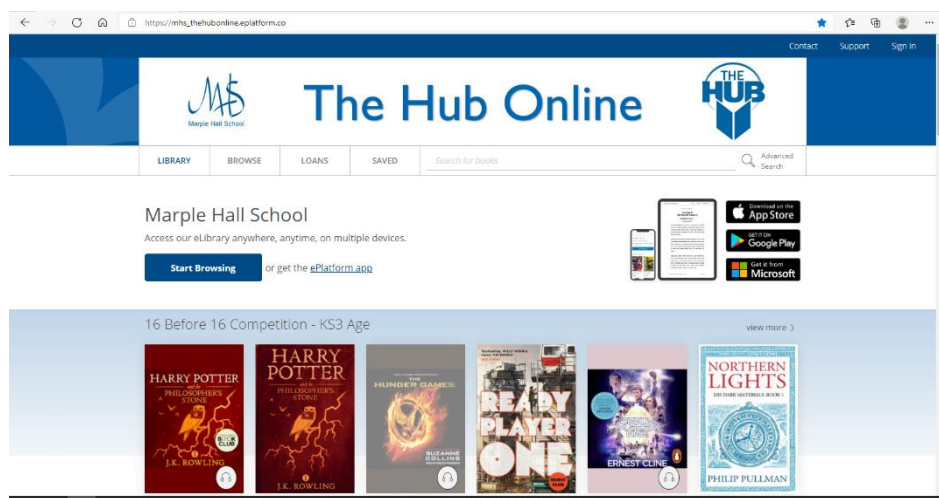 https://mhs_thehubonline.eplatform.co
Contact Support Sign In
MHS
Marple Hall School
The Hub Online
THE
HUB
LIBRARY BROWSE LOANS SAVED Search for books Advanced Search
Marple Hall School
Access our eLibrary anywhere, anytime, on multiple devices.
Start Browsing or get the ePlatform app
Download on the
App Store
GET IT ON
Google Play
Get it from
Microsoft
16 Before 16 Competition - KS3 Age
view more
HARRY POTTER
and the
PHILOSOPHER'S
STONE
BOOK
CLUB
J.K. ROWLING
HARRY
POTTER
and the
PHILOSOPHER'S
STONE
J.K. ROWLING
THE
HUNGER GAMES
SUZANNE
COLLINS
READY
PLAYER
ONE
ERNEST
CLINE
ERNEST CLINE
NORTHERN
LIGHTS
HIS DARK MATERIALS BOOK 1
PHILIP PULLMAN